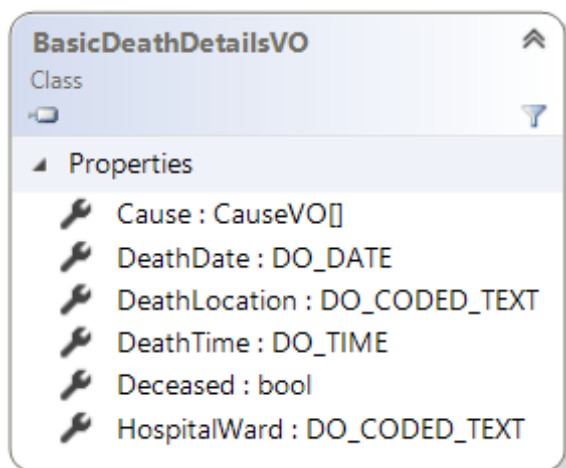 BasicDeathDetailsVO
Class
Properties
Cause : CauseVO[]
DeathDate : DO_DATE
DeathLocation : DO_CODED_TEXT
DeathTime : DO_TIME
Deceased : bool
HospitalWard : DO_CODED_TEXT